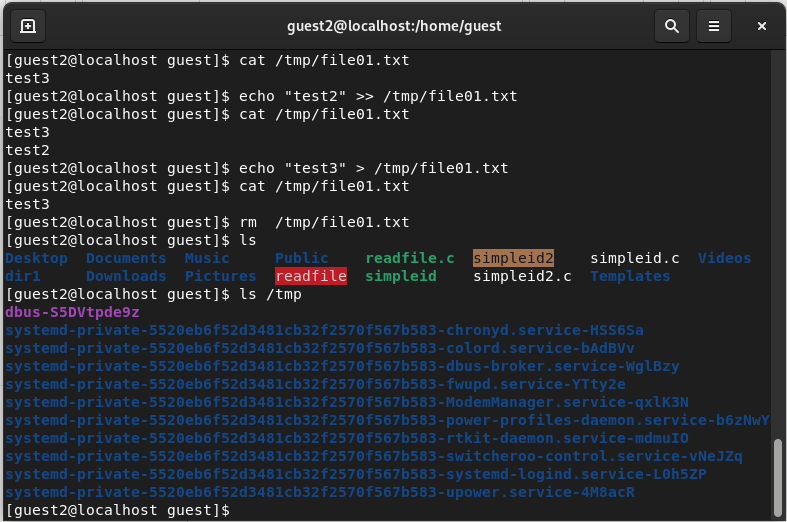 guest2@localhost:/home/guest
[guest2@localhost guest]$ cat /tmp/file01.txt
test3
[guest2@localhost guest]$ echo "test2" >> /tmp/file01.txt
[guest2@localhost guest]$ cat /tmp/file01.txt
test3
test2
[guest2@localhost guest]$ echo "test3" > /tmp/file01.txt
[guest2@localhost guest]$ cat /tmp/file01.txt
test3
[guest2@localhost guest]$ rm  /tmp/file01.txt
[guest2@localhost guest]$ ls
Desktop  Documents  Music     Public    readfile.c  simpleid2    simpleid.c  Videos
dir1     Downloads  Pictures  readfile  simpleid    simpleid2.c  Templates
[guest2@localhost guest]$ ls /tmp
dbus-S5DVtpde9z
systemd-private-5520eb6f52d3481cb32f2570f567b583-chronyd.service-HSS6Sa
systemd-private-5520eb6f52d3481cb32f2570f567b583-colord.service-bAdBVv
systemd-private-5520eb6f52d3481cb32f2570f567b583-dbus-broker.service-WglBzy
systemd-private-5520eb6f52d3481cb32f2570f567b583-fwupd.service-YTty2e
systemd-private-5520eb6f52d3481cb32f2570f567b583-ModemManager.service-qxlK3N
systemd-private-5520eb6f52d3481cb32f2570f567b583-power-profiles-daemon.service-b6zNwY
systemd-private-5520eb6f52d3481cb32f2570f567b583-rtkit-daemon.service-mdmuIO
systemd-private-5520eb6f52d3481cb32f2570f567b583-switcheroo-control.service-vNeJZq
systemd-private-5520eb6f52d3481cb32f2570f567b583-systemd-logind.service-L0h5ZP
systemd-private-5520eb6f52d3481cb32f2570f567b583-upower.service-4M8acR
[guest2@localhost guest]$